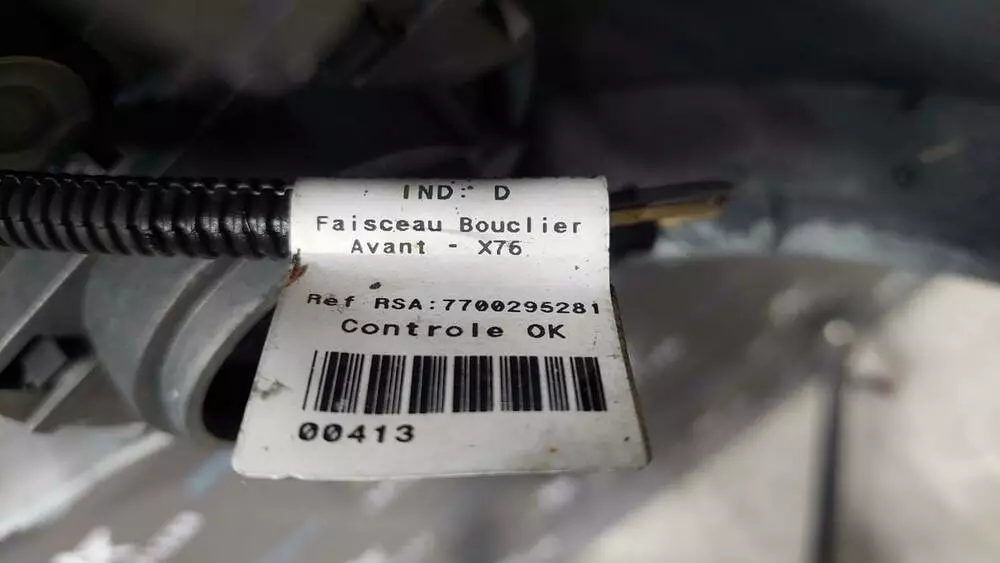 IND: D
Faisceau Bouclier
Avant - X76
Ref RSA:7700295281
Controle OK
00413